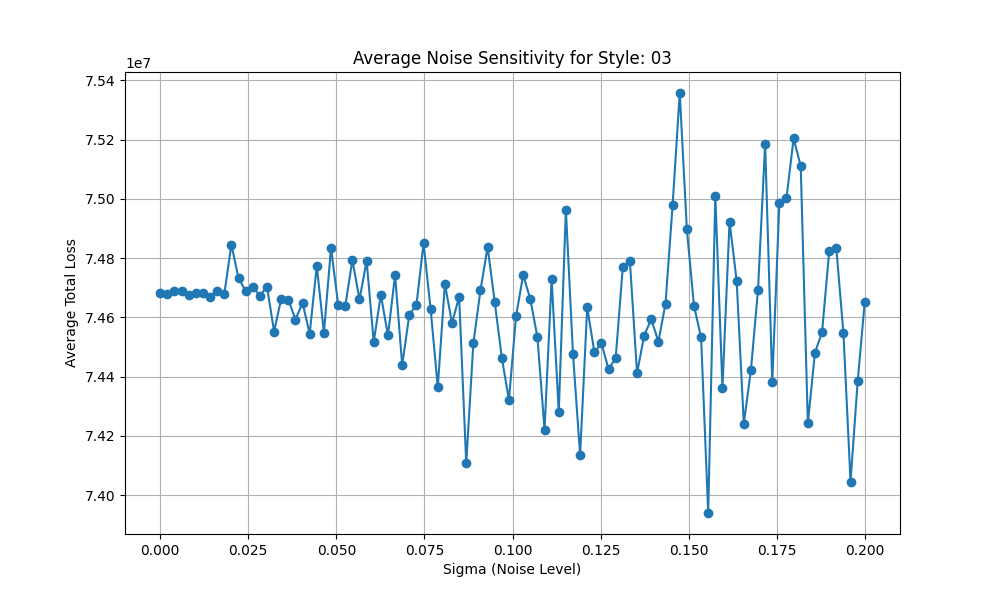 Average Noise Sensitivity for Style: 03
1e7
7.54
7.52
7.50
7.48
7.46
7.44
7.42
7.40
Average Total Loss
0.000 0.025 0.050 0.075 0.100 0.125 0.150 0.175 0.200
Sigma (Noise Level)